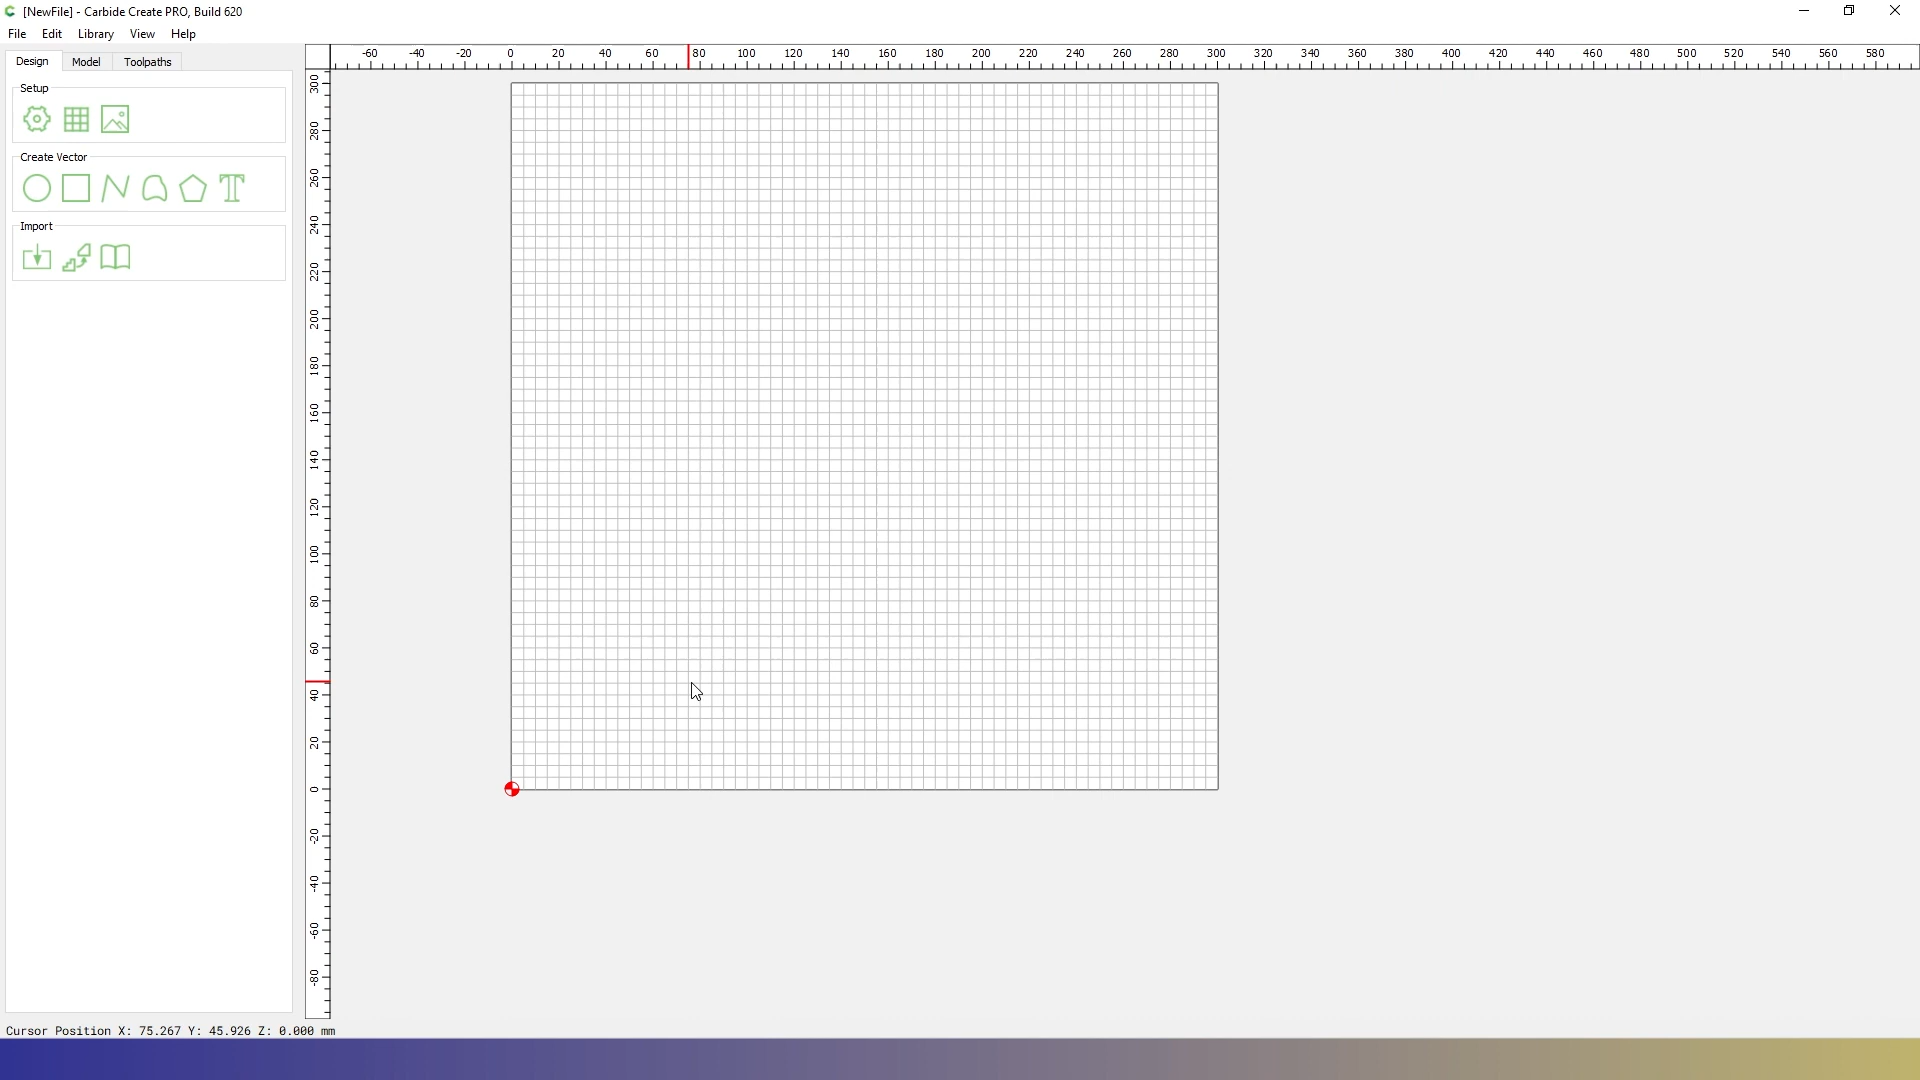 [NewFile] - Carbide Create PRO, Build 620
File Edit Library View Help
Design Model Toolpaths
Setup
Create Vector
Import
-60 -40 -20 0 20 40 60 80 100 120 140 160 180 200 220 240 260 280 300 320 340 360 380 400 420 440 460 480 500 520 540 560 580
300
280
260
240
220
200
180
160
140
120
100
80
60
40
20
0
-20
-40
-60
-80
Cursor Position X: 75.267 Y: 45.926 Z: 0.000 mm